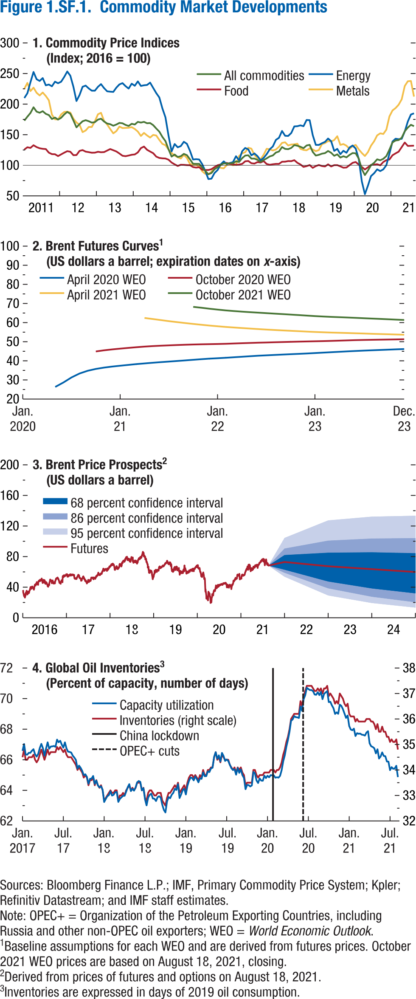 Figure 1.SF.1. Commodity Market Developments
300
1. Commodity Price Indices
(Index; 2016 = 100)
250
All commodities
Energy
Food
Metals
200
150
100
50
2011 12 13 14 15 16 17 18 19 20 21
100
2. Brent Futures Curves1
(US dollars a barrel; expiration dates on x-axis)
90
April 2020 WEO
October 2020 WEO
80
April 2021 WEO
October 2021 WEO
70
60
50
40
30
20
Jan. Jan. Jan. Jan. Dec.
2020 21 22 23 23
200
3. Brent Price Prospects2
(US dollars a barrel)
160
68 percent confidence interval
86 percent confidence interval
120
95 percent confidence interval
Futures
80
40
0
2016 17 18 19 20 21 22 23 24
72
4. Global Oil Inventories3
38
(Percent of capacity, number of days)
70
37
Capacity utilization
Inventories (right scale)
36
68
China lockdown
35
OPEC+ cuts
66
34
64
33
62
32
Jan. Jul. Jan. Jul. Jan. Jul. Jan. Jul. Jan. Jul.
2017 17 18 18 19 19 20 20 21 21
Sources: Bloomberg Finance L.P.; IMF, Primary Commodity Price System; Kpler;
Refinitiv Datastream; and IMF staff estimates.
Note: OPEC+ = Organization of the Petroleum Exporting Countries, including
Russia and other non-OPEC oil exporters; WEO = World Economic Outlook.
1Baseline assumptions for each WEO and are derived from futures prices. October
2021 WEO prices are based on August 18, 2021, closing.
2Derived from prices of futures and options on August 18, 2021.
3Inventories are expressed in days of 2019 oil consumption.